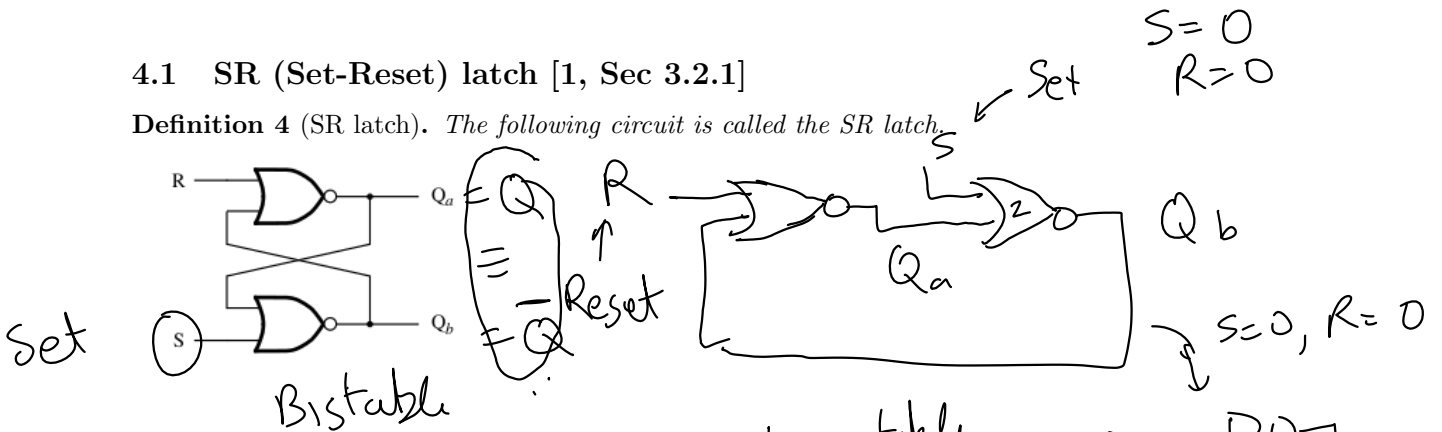 S = 0
R = 0
4.1 SR (Set-Reset) latch [1, Sec 3.2.1]
Set
Definition 4 (SR latch). The following circuit is called the SR latch.
S
R
Qa = Q
R
2
Qb
Qa
≡
Reset
Set
S
Qb = Q̅
S=0, R= 0
Bistable